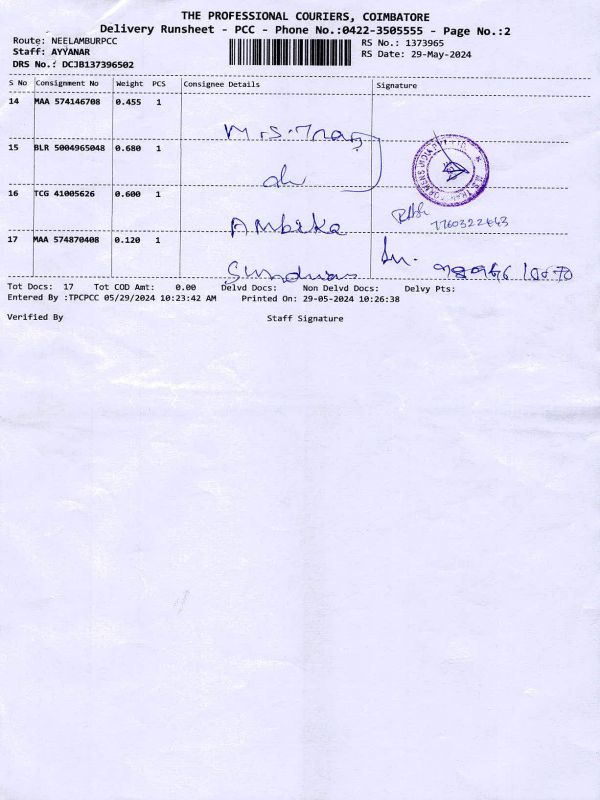 THE PROFESSIONAL COURIERS, COIMBATORE
Delivery Runsheet - PCC - Phone No.:0422-3505555 - Page No.:2
Route: NEELAMBURPCC
RS No.: 1373965
Staff: AYYANAR
RS Date: 29-May-2024
DRS No.: DCJB137396502
S No Consignment No Weight PCS Consignee Details Signature
14 MAA 574146708 0.455 1
M.S.Trans
15 BLR 5004965048 0.680 1
do
16 TCG 41005626 0.600 1
7760322443
Ambika
17 MAA 574870408 0.120 1
Tot Docs: 17 Tot COD Amt: 0.00 Delvd Docs: Non Delvd Docs: Delvy Pts:
Entered By :TPCPCC 05/29/2024 10:23:42 AM Printed On: 29-05-2024 10:26:38
Verified By Staff Signature